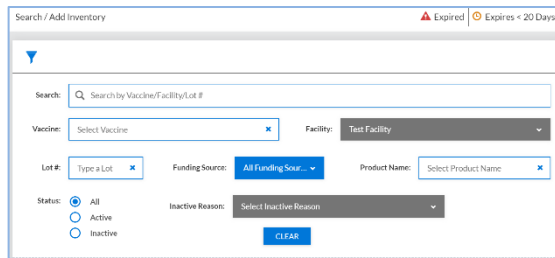 Search / Add Inventory Expired Expires < 20 Days
Search: Search by Vaccine/Facility/Lot #
Vaccine: Select Vaccine Facility: Test Facility
Lot #: Type a Lot Funding Source: All Funding Sour... Product Name: Select Product Name
Status: All Inactive Reason: Select Inactive Reason
Active
Inactive CLEAR